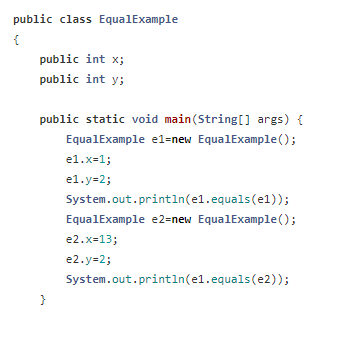 public class EqualExample
{
public int x;
public int y;
public static void main(String[] args) {
EqualExample e1=new EqualExample();
e1.x=1;
e1.y=2;
System.out.println(e1.equals(e1));
EqualExample e2=new EqualExample();
e2.x=13;
e2.y=2;
System.out.println(e1.equals(e2));
}